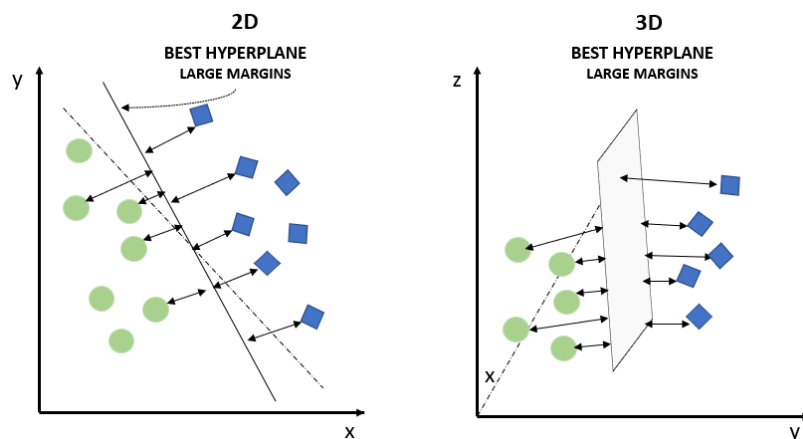 2D
BEST HYPERPLANE
LARGE MARGINS
y
x
3D
BEST HYPERPLANE
LARGE MARGINS
z
X
y